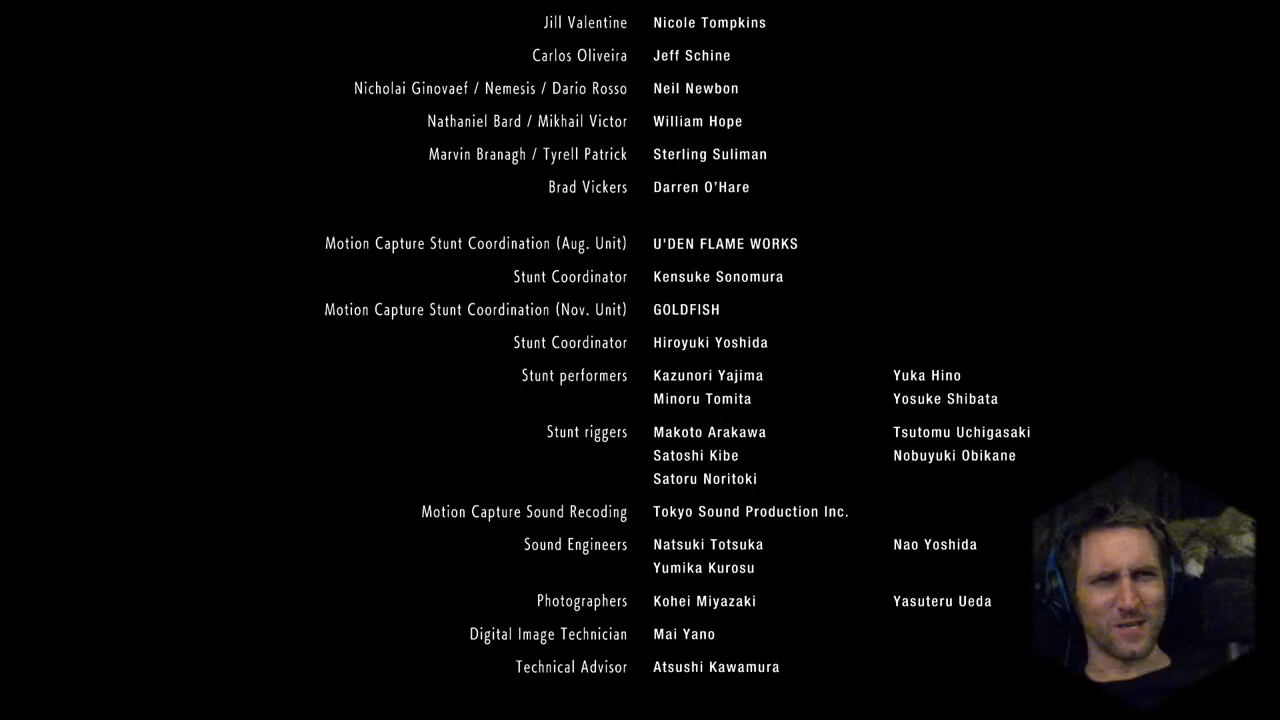 Jill Valentine Nicole Tompkins
Carlos Oliveira Jeff Schine
Nicholai Ginovaef / Nemesis / Dario Rosso Neil Newbon
Nathaniel Bard / Mikhail Victor William Hope
Marvin Branagh / Tyrell Patrick Sterling Suliman
Brad Vickers Darren O'Hare
Motion Capture Stunt Coordination (Aug. Unit) U'DEN FLAME WORKS
Stunt Coordinator Kensuke Sonomura
Motion Capture Stunt Coordination (Nov. Unit) GOLDFISH
Stunt Coordinator Hiroyuki Yoshida
Stunt performers Kazunori Yajima Yuka Hino
Minoru Tomita Yosuke Shibata
Stunt riggers Makoto Arakawa Tsutomu Uchigasaki
Satoshi Kibe Nobuyuki Obikane
Satoru Noritoki
Motion Capture Sound Recoding Tokyo Sound Production Inc.
Sound Engineers Natsuki Totsuka Nao Yoshida
Yumika Kurosu
Photographers Kohei Miyazaki Yasuteru Ueda
Digital Image Technician Mai Yano
Technical Advisor Atsushi Kawamura